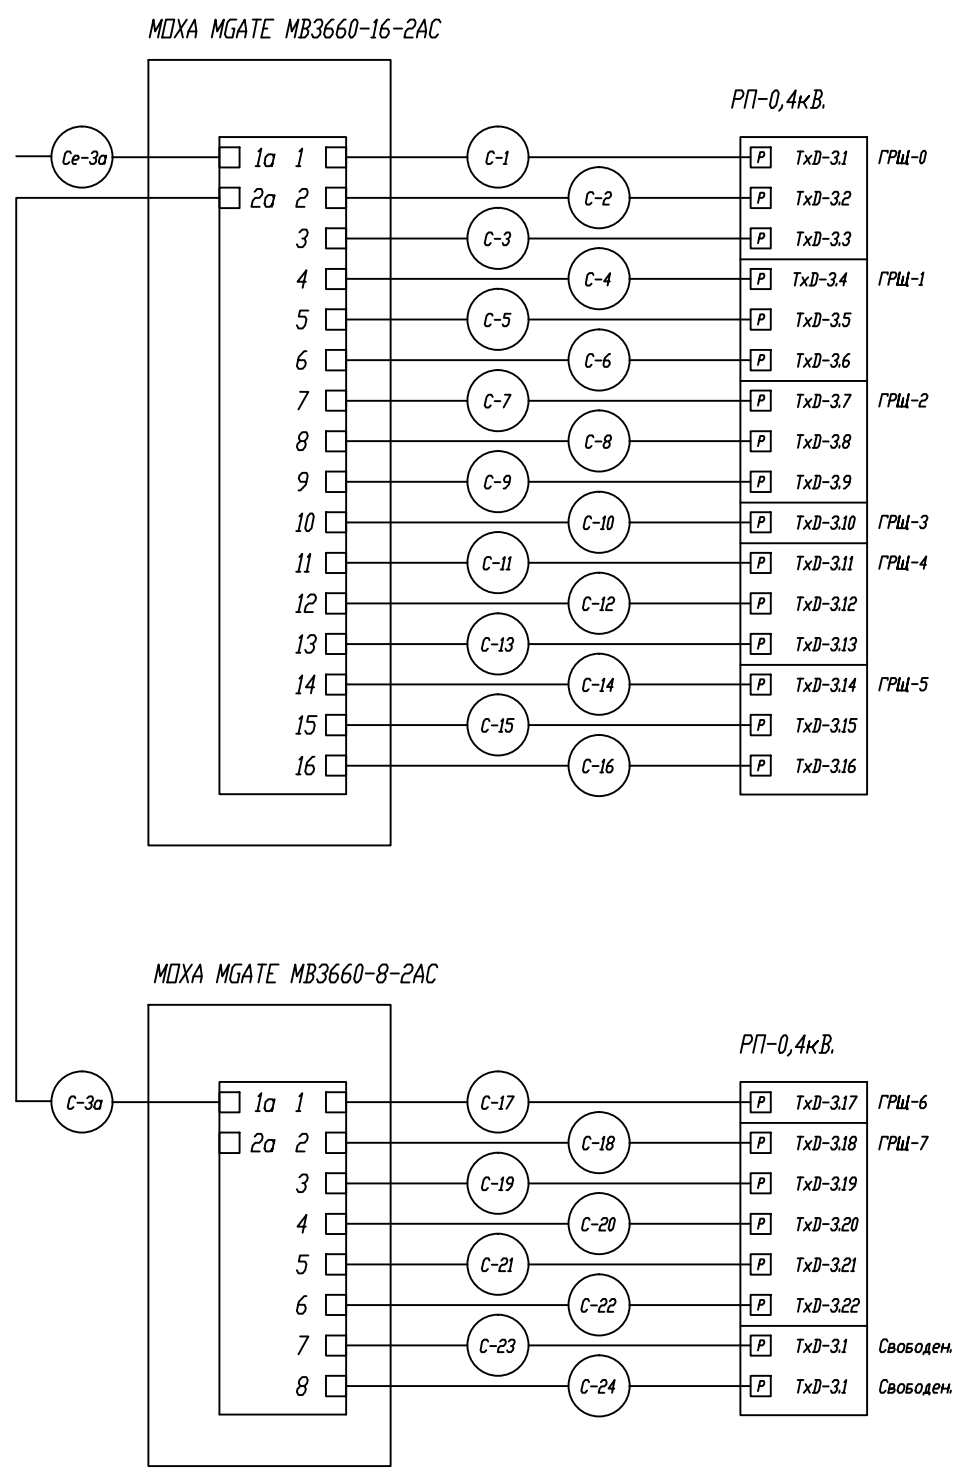 MOXA MGATE MB3660-16-2AC
РП-0,4кВ.
Се-3а 1а 1 С-1 Р TxD-3.1 ГРЩ-0
2а 2 С-2 Р TxD-3.2
3 С-3 Р TxD-3.3
4 С-4 Р TxD-3.4 ГРЩ-1
5 С-5 Р TxD-3.5
6 С-6 Р TxD-3.6
7 С-7 Р TxD-3.7 ГРЩ-2
8 С-8 Р TxD-3.8
9 С-9 Р TxD-3.9
10 С-10 Р TxD-3.10 ГРЩ-3
11 С-11 Р TxD-3.11 ГРЩ-4
12 С-12 Р TxD-3.12
13 С-13 Р TxD-3.13
14 С-14 Р TxD-3.14 ГРЩ-5
15 С-15 Р TxD-3.15
16 С-16 Р TxD-3.16
MOXA MGATE MB3660-8-2AC
РП-0,4кВ.
С-3а 1а 1 С-17 Р TxD-3.17 ГРЩ-6
2а 2 С-18 Р TxD-3.18 ГРЩ-7
3 С-19 Р TxD-3.19
4 С-20 Р TxD-3.20
5 С-21 Р TxD-3.21
6 С-22 Р TxD-3.22
7 С-23 Р TxD-3.1 Свободен.
8 С-24 Р TxD-3.1 Свободен.